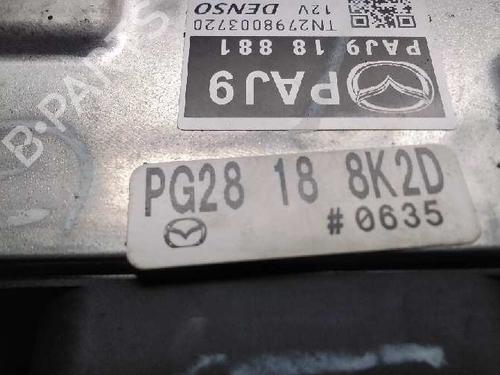 TN2798003720
12V DENSO
PAJ9 18 881
PAJ9
PG28 18 8K2D
#0635
B-PARTS